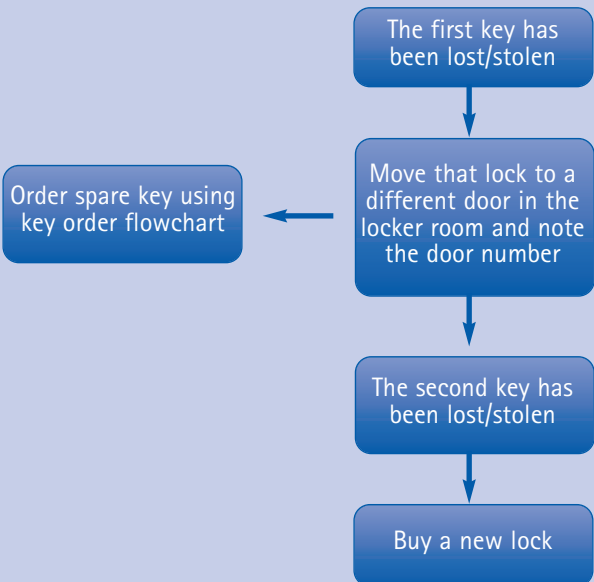 The first key has
been lost/stolen
Move that lock to a
different door in the
locker room and note
the door number
Order spare key using
key order flowchart
The second key has
been lost/stolen
Buy a new lock